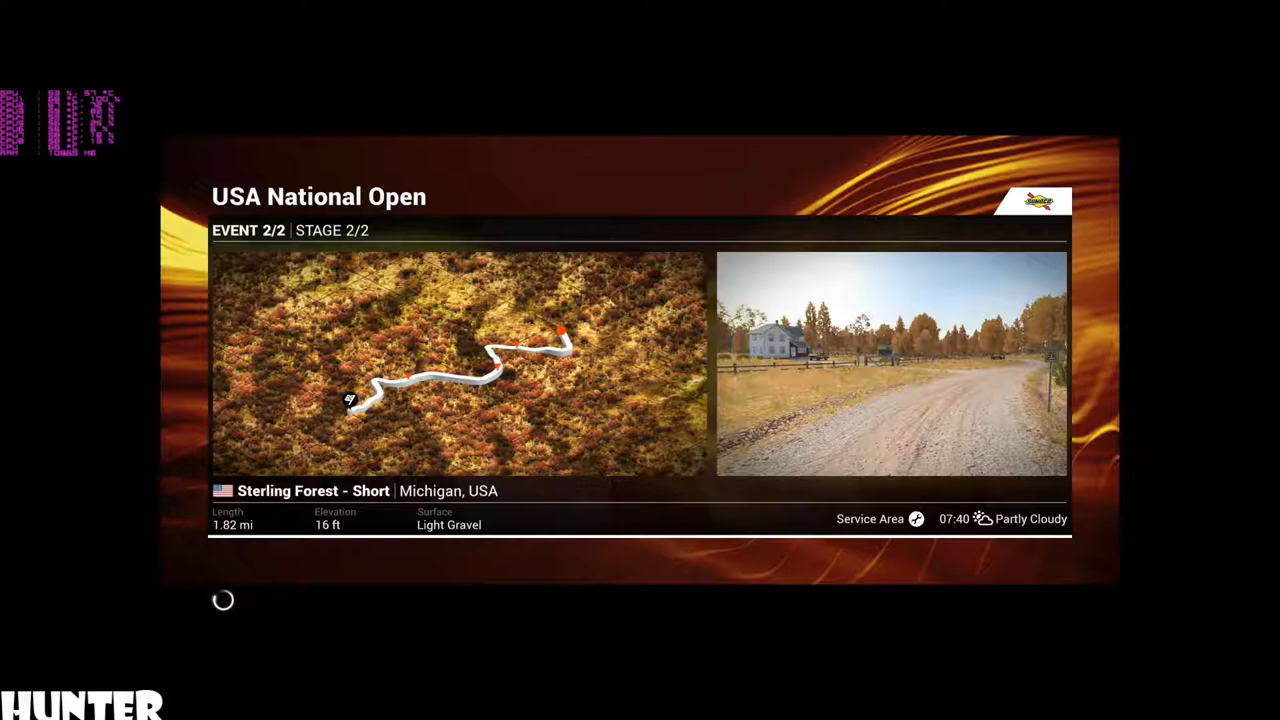 USA National Open
SUNOCO
EVENT 2/2 | STAGE 2/2
Sterling Forest - Short | Michigan, USA
Length Elevation Surface
1.82 mi 16 ft Light Gravel
Service Area 07:40 Partly Cloudy
HUNTER